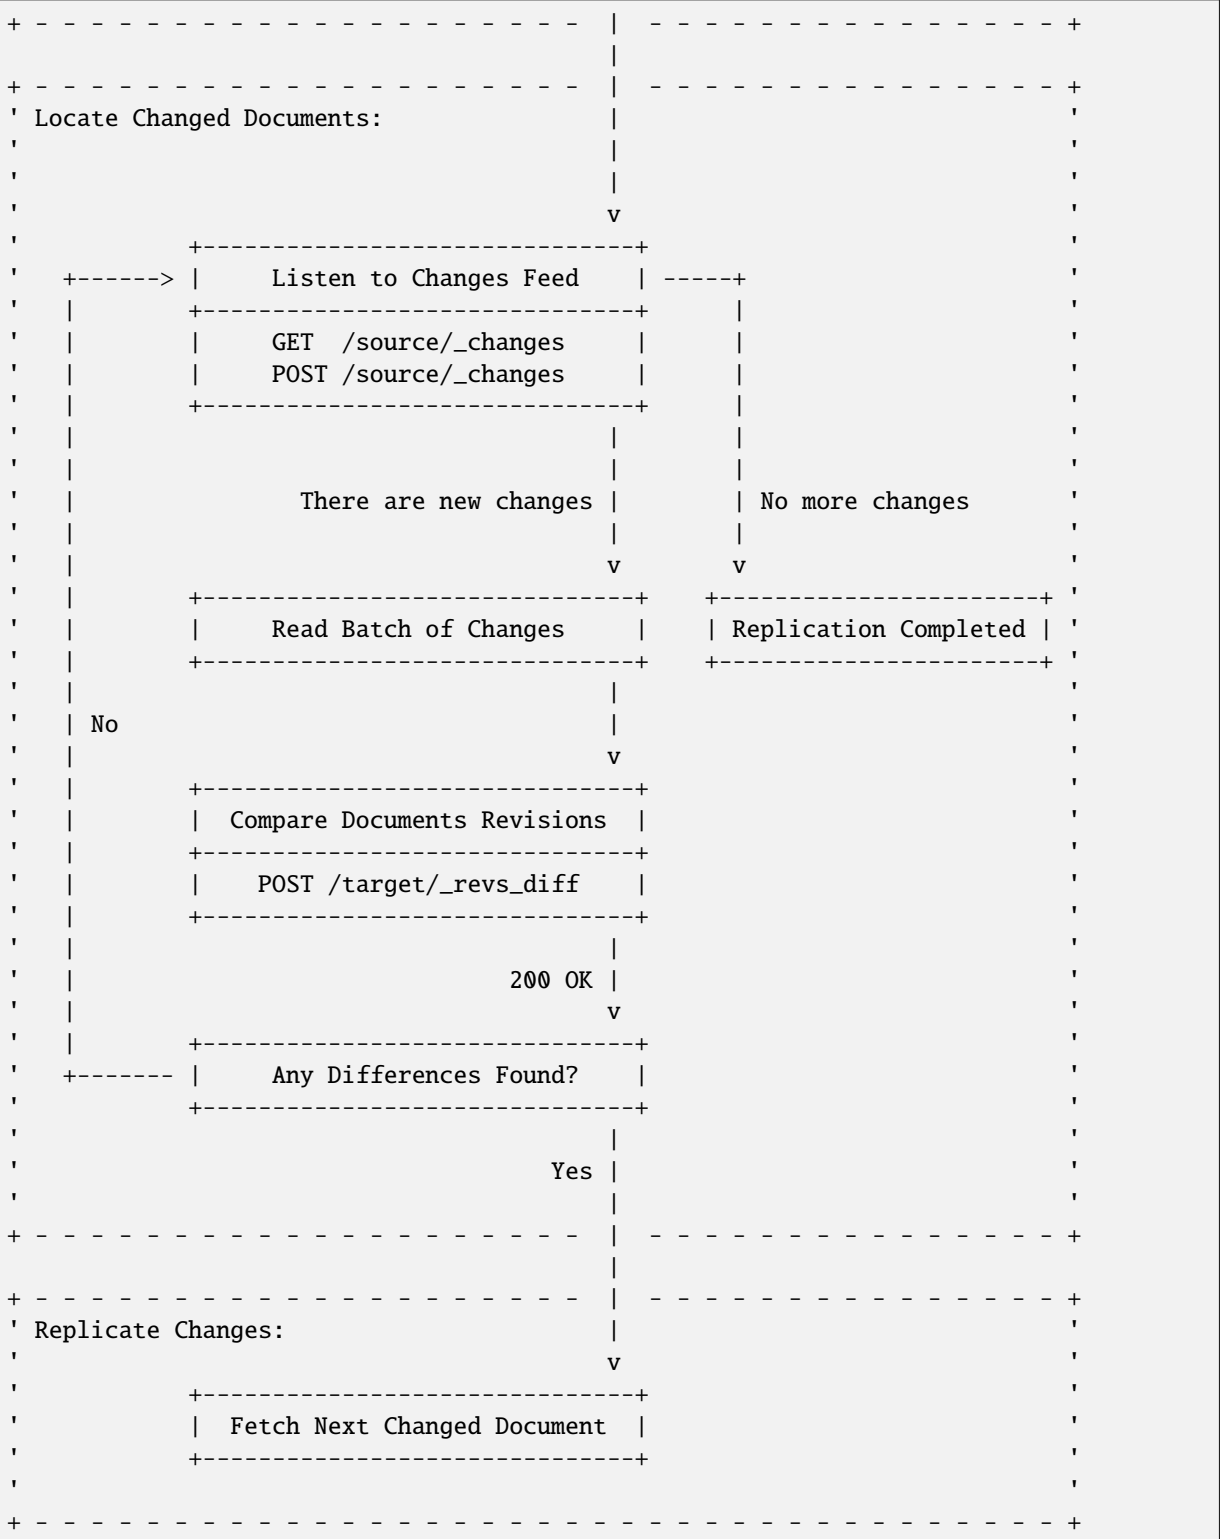 + - - - - - - - - - - - - - - - - - - - -  |  - - - - - - - - - - - - - - - +
                                           |
+ - - - - - - - - - - - - - - - - - - - -  |  - - - - - - - - - - - - - - - +
' Locate Changed Documents:                |                                '
'                                          |                                '
'                                          |                                '
'                                          v                                '
'            +-------------------------------+                              '
'   +------> |     Listen to Changes Feed    | -----+                       '
'   |        +-------------------------------+      |                       '
'   |        |     GET  /source/_changes     |      |                       '
'   |        |     POST /source/_changes     |      |                       '
'   |        +-------------------------------+      |                       '
'   |                                      |        |                       '
'   |                                      |        |                       '
'   |                There are new changes |        | No more changes       '
'   |                                      |        |                       '
'   |                                      v        v                       '
'   |        +-------------------------------+    +-----------------------+ '
'   |        |     Read Batch of Changes     |    | Replication Completed | '
'   |        +-------------------------------+    +-----------------------+ '
'   |                                      |                                '
'   | No                                   |                                '
'   |                                      v                                '
'   |        +-------------------------------+                              '
'   |        |  Compare Documents Revisions  |                              '
'   |        +-------------------------------+                              '
'   |        |    POST /target/_revs_diff    |                              '
'   |        +-------------------------------+                              '
'   |                                      |                                '
'   |                               200 OK |                                '
'   |                                      v                                '
'   |        +-------------------------------+                              '
'   +------- |     Any Differences Found?    |                              '
'            +-------------------------------+                              '
'                                          |                                '
'                                      Yes |                                '
'                                          |                                '
+ - - - - - - - - - - - - - - - - - - - -  |  - - - - - - - - - - - - - - - +
                                           |
+ - - - - - - - - - - - - - - - - - - - -  |  - - - - - - - - - - - - - - - +
' Replicate Changes:                       |                                '
'                                          v                                '
'            +-------------------------------+                              '
'            |  Fetch Next Changed Document  |                              '
'            +-------------------------------+                              '
'                                                                           '
+ - - - - - - - - - - - - - - - - - - - - - - - - - - - - - - - - - - - - - +